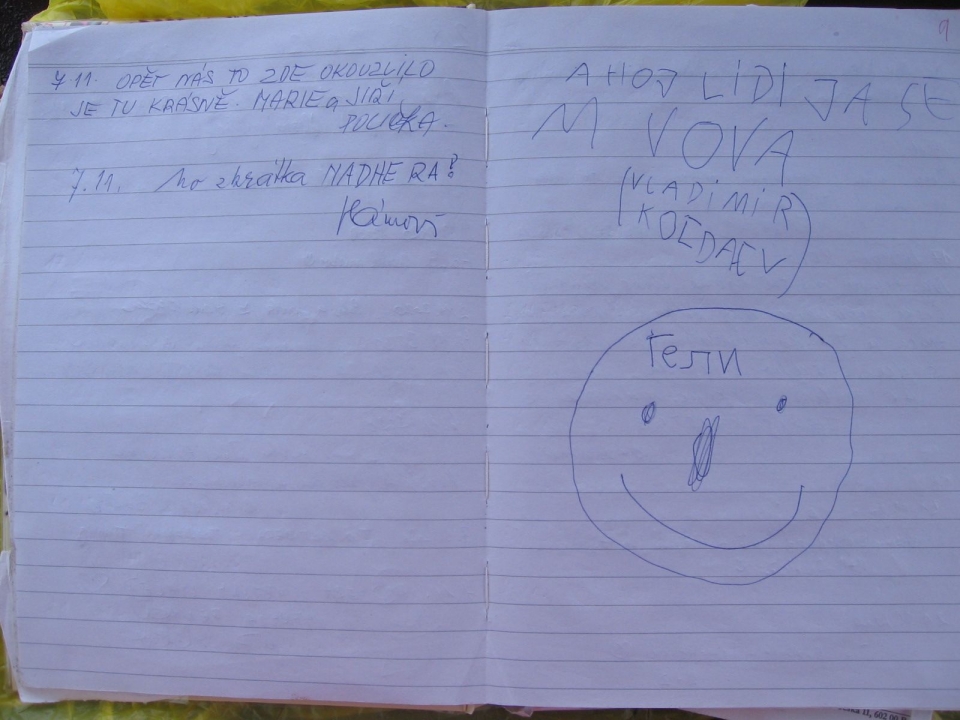 7.11. OPĚT NÁS TO ZDE OKOUZLILO
JE TU KRÁSNĚ. MARIE a JIŘÍ,
POLIČKA.
7.11. no zkrátka NADHERA!
9
AHOJ LIDI JA SE
M VOVA
(VLADIMIR
KOLDAEV)
Гели